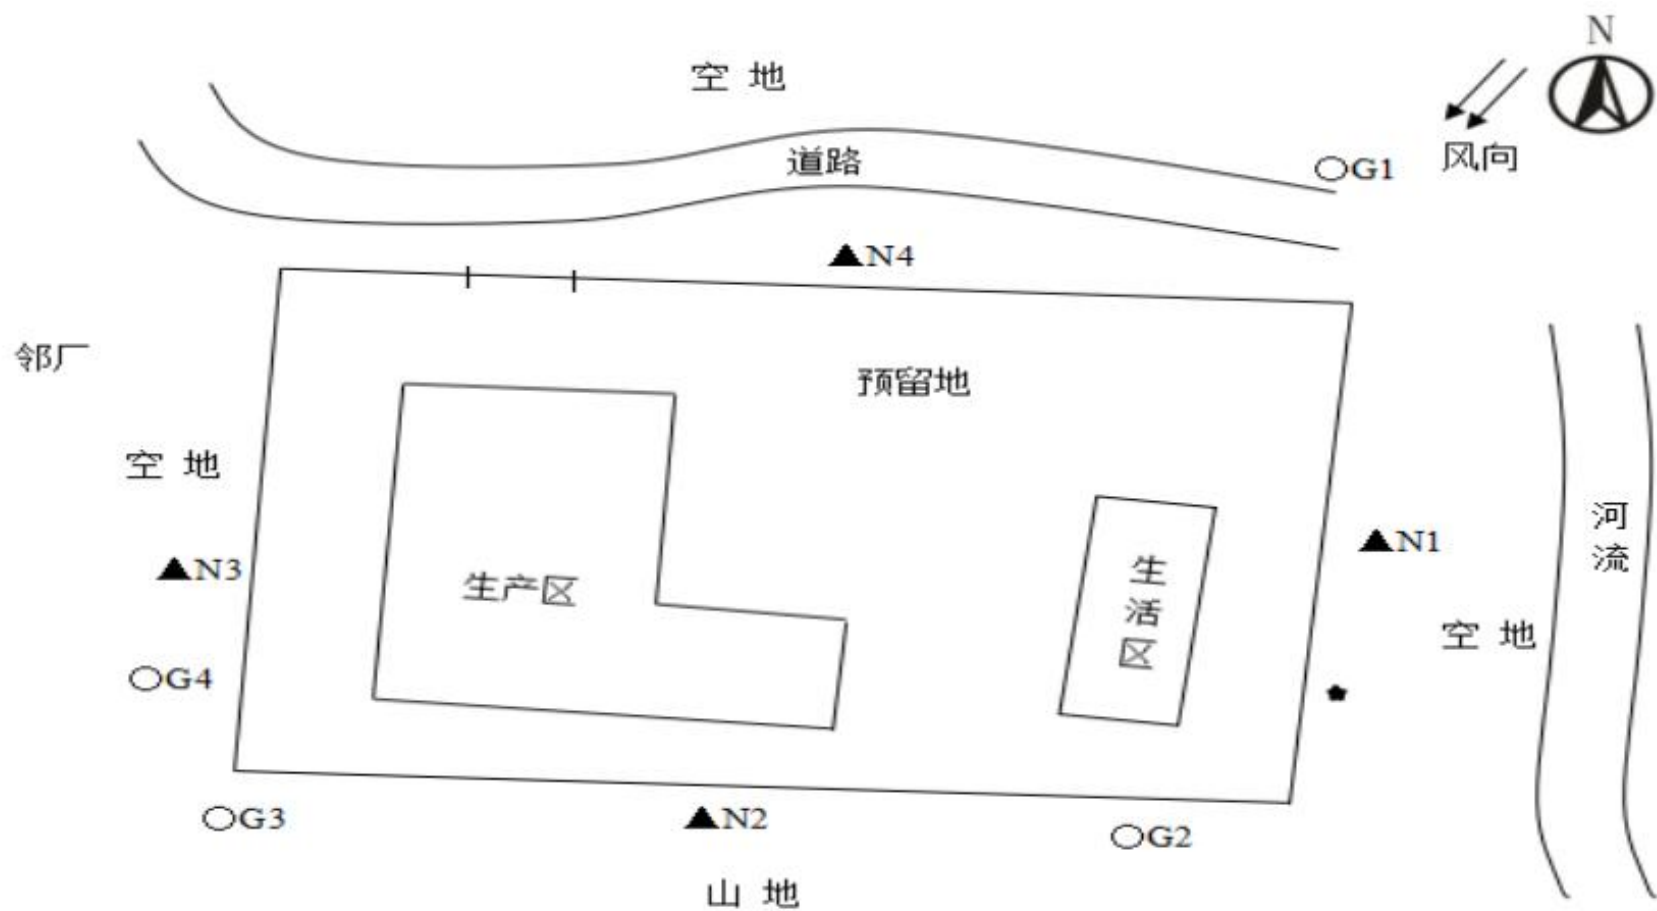 N
空 地
风向
道路
○G1
▲N4
邻厂
预留地
空 地
河
流
▲N1
▲N3
生产区
生
活
区
空 地
○G4
○G3
▲N2
○G2
山 地